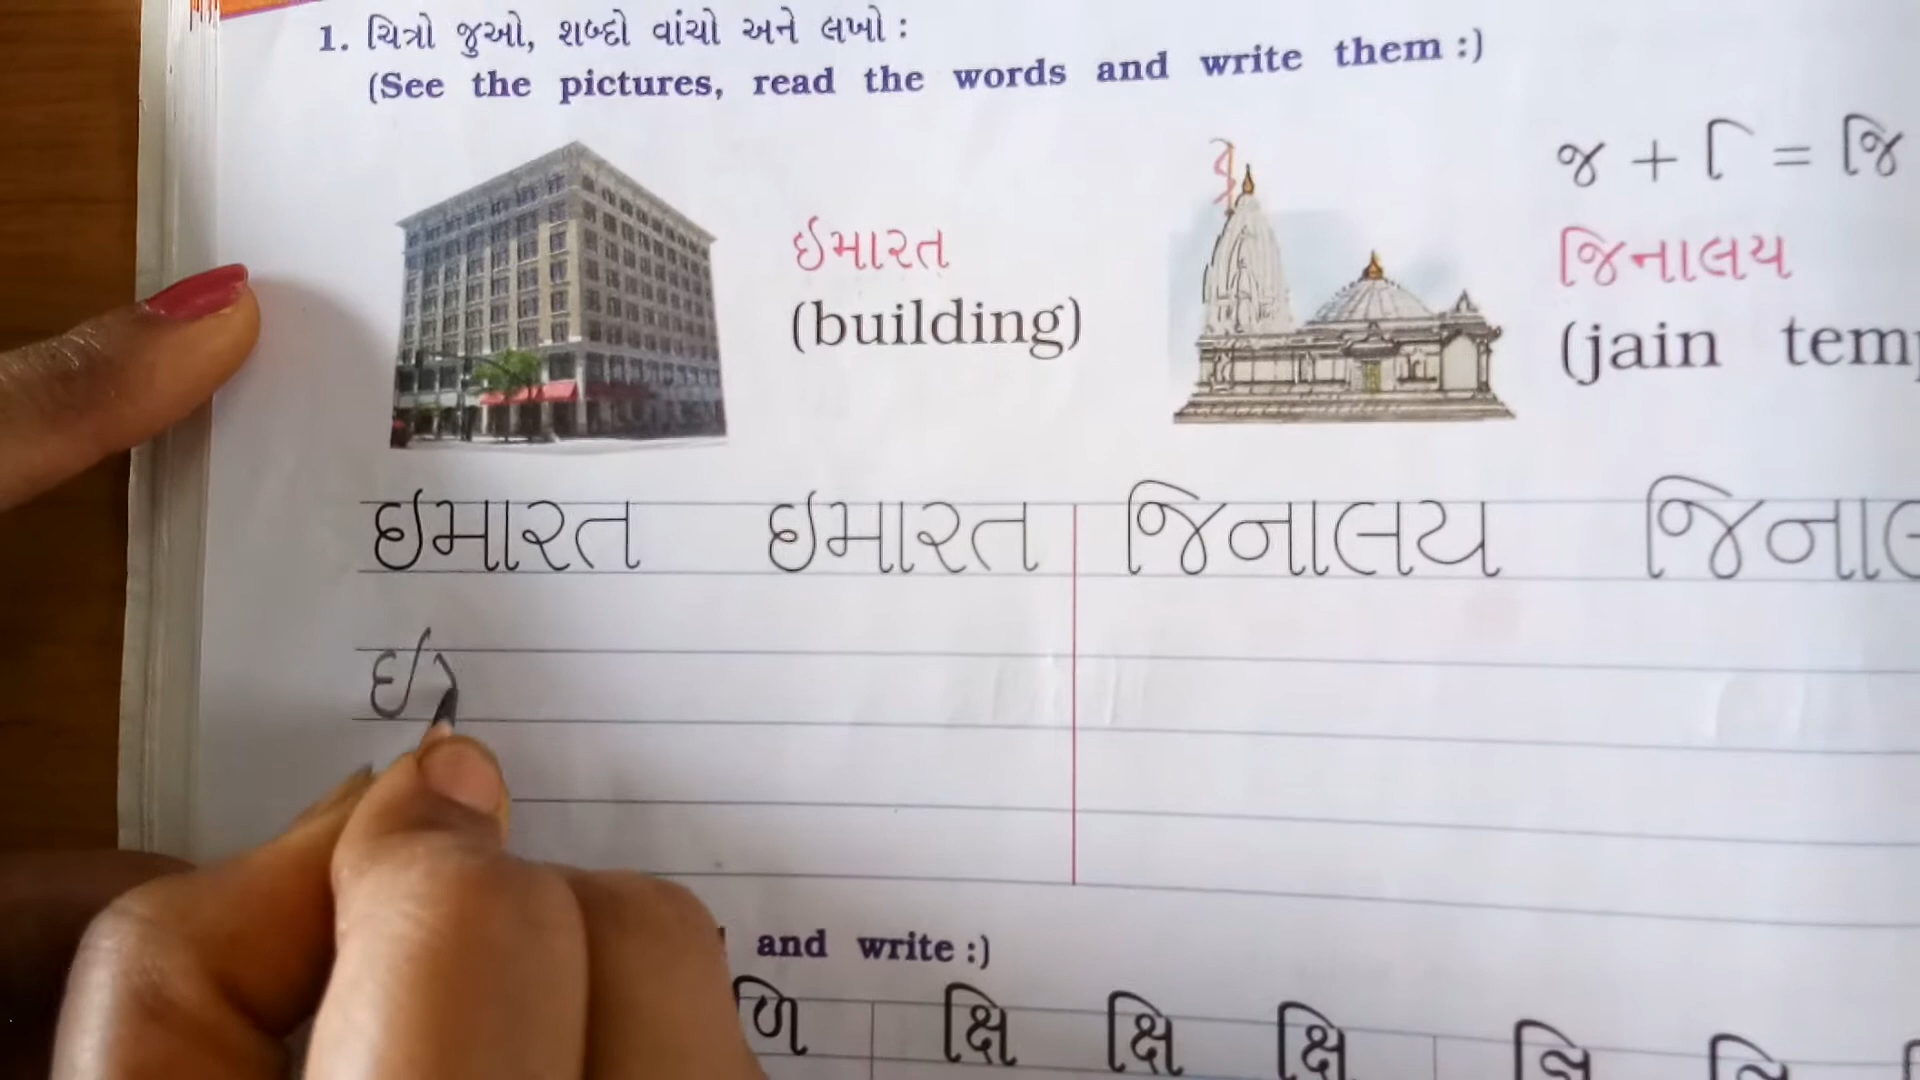 1. ચિત્રો જુઓ, શબ્દો વાંચો અને લખો :
(See the pictures, read the words and write them :)
જ + િ = જિ
ઇમારત
(building)
જિનાલય
(jain
ઇમારત ઇમારત જિનાલય
ઇ
and write :)
ળિ ક્ષિ ક્ષિ ક્ષિ